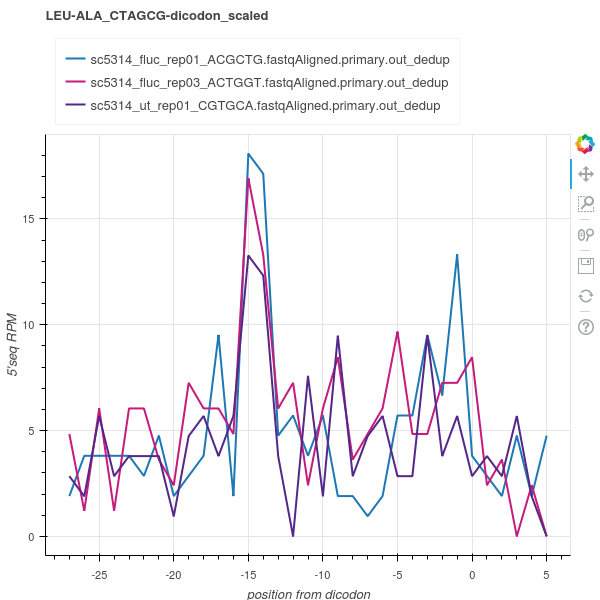 LEU-ALA_CTAGCG-dicodon_scaled
sc5314_fluc_rep01_ACGCTG.fastqAligned.primary.out_dedup
sc5314_fluc_rep03_ACTGGT.fastqAligned.primary.out_dedup
sc5314_ut_rep01_CGTGCA.fastqAligned.primary.out_dedup
15
10
5
0
5'seq RPM
-25 -20 -15 -10 -5 0 5
position from dicodon